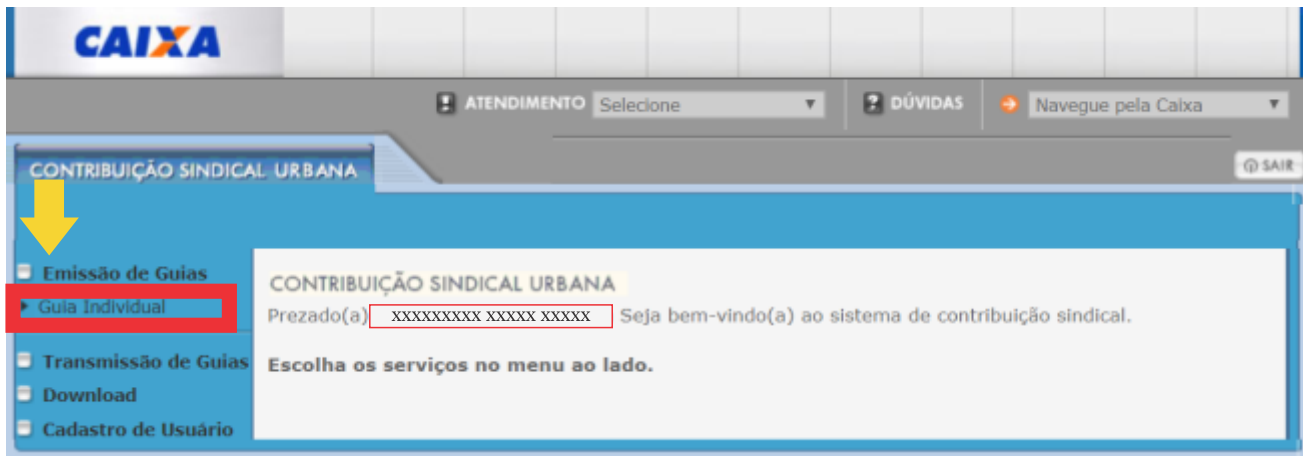 CAIXA
ATENDIMENTO Selecione DÚVIDAS Navegue pela Caixa
CONTRIBUIÇÃO SINDICAL URBANA
SAIR
Emissão de Guias
Guia Individual
Transmissão de Guias
Download
Cadastro de Usuário
CONTRIBUIÇÃO SINDICAL URBANA
Prezado(a) XXXXXXXXX XXXXX XXXXX Seja bem-vindo(a) ao sistema de contribuição sindical.
Escolha os serviços no menu ao lado.